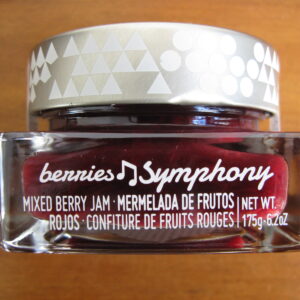 berries♫Symphony
MIXED BERRY JAM · MERMELADA DE FRUTOS | NET WT.
ROJOS · CONFITURE DE FRUITS ROUGES | 175g-6.2oz